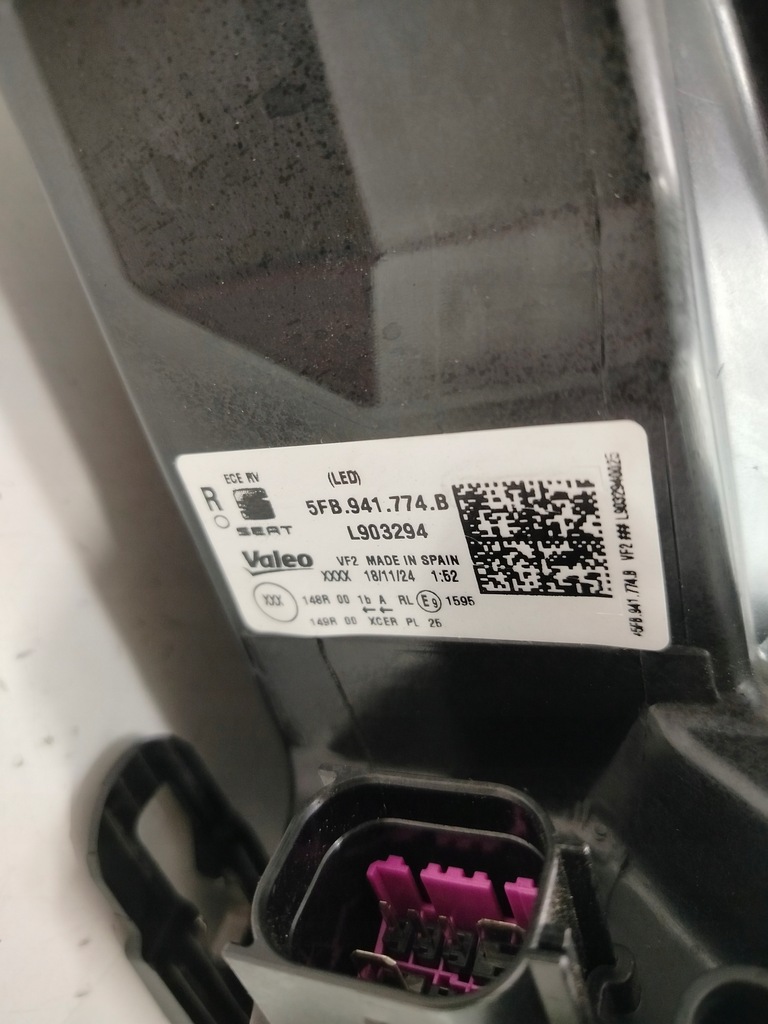 ECE RV (LED)
R SEAT 5FB.941.774.B
L903294
Valeo VF2 MADE IN SPAIN
XXXX 18/11/24 1:52
XXX 148R 00 1b A RL E9 1595
149R 00 XCER PL 25
*5FB.941.774.B VF2 ###